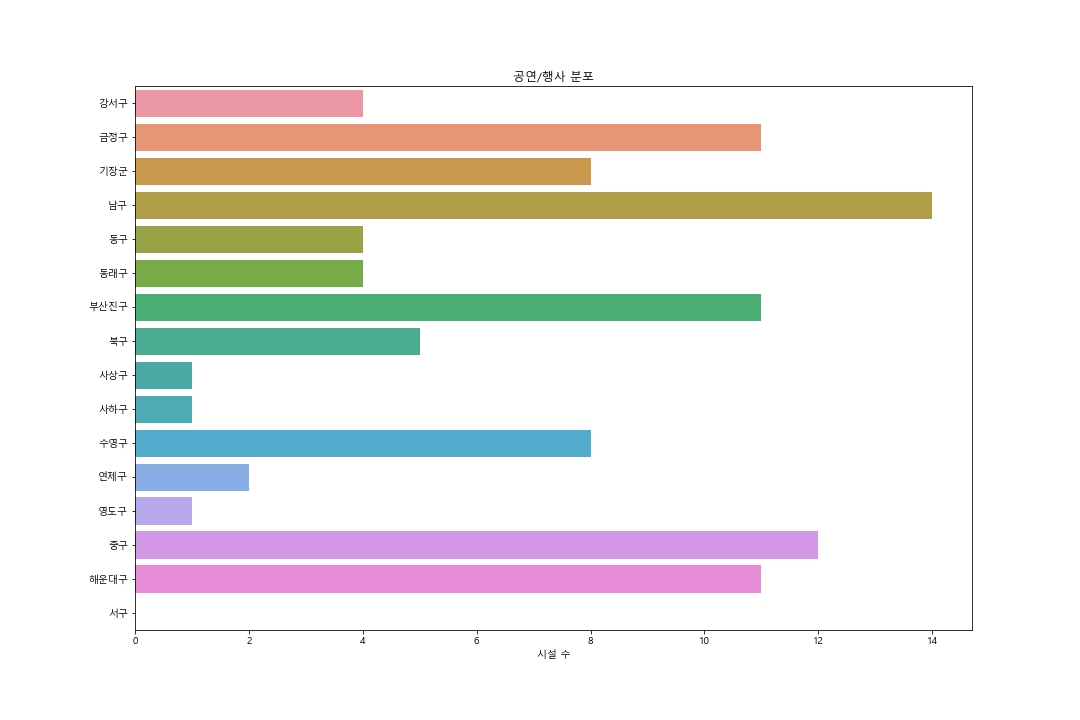 공연/행사 분포
강서구
금정구
기장군
남구
동구
동래구
부산진구
북구
사상구
사하구
수영구
연제구
영도구
중구
해운대구
서구
0 2 4 6 8 10 12 14
시설 수